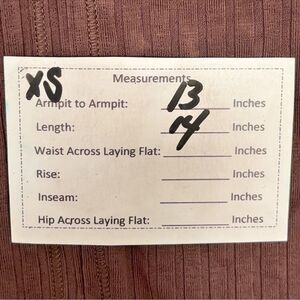 XS
Measurements
Armpit to Armpit: 13 Inches
Length: 14 Inches
Waist Across Laying Flat: Inches
Rise: Inches
Inseam: Inches
Hip Across Laying Flat: Inches